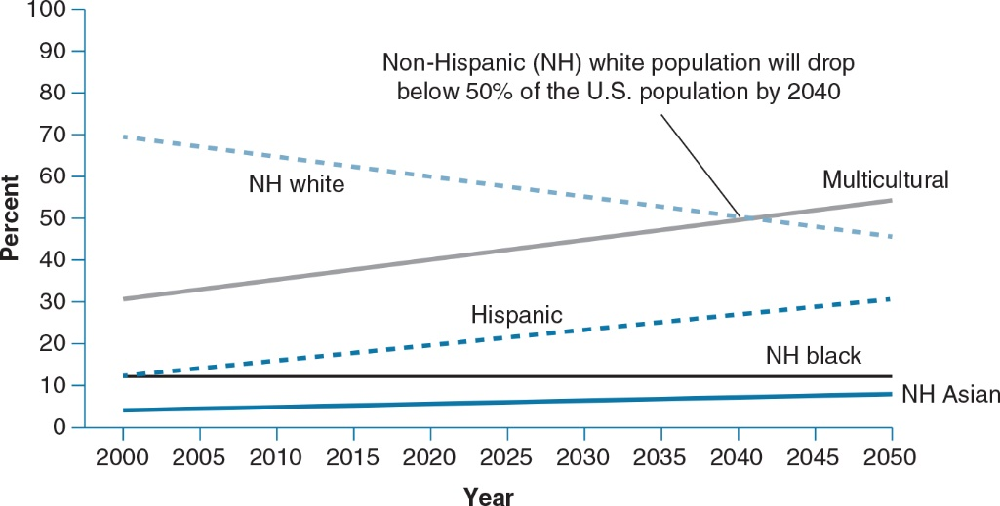 100
90
80
70
60
50
40
30
20
10
0
Percent
Non-Hispanic (NH) white population will drop
below 50% of the U.S. population by 2040
NH white
Multicultural
Hispanic
NH black
NH Asian
2000 2005 2010 2015 2020 2025 2030 2035 2040 2045 2050
Year